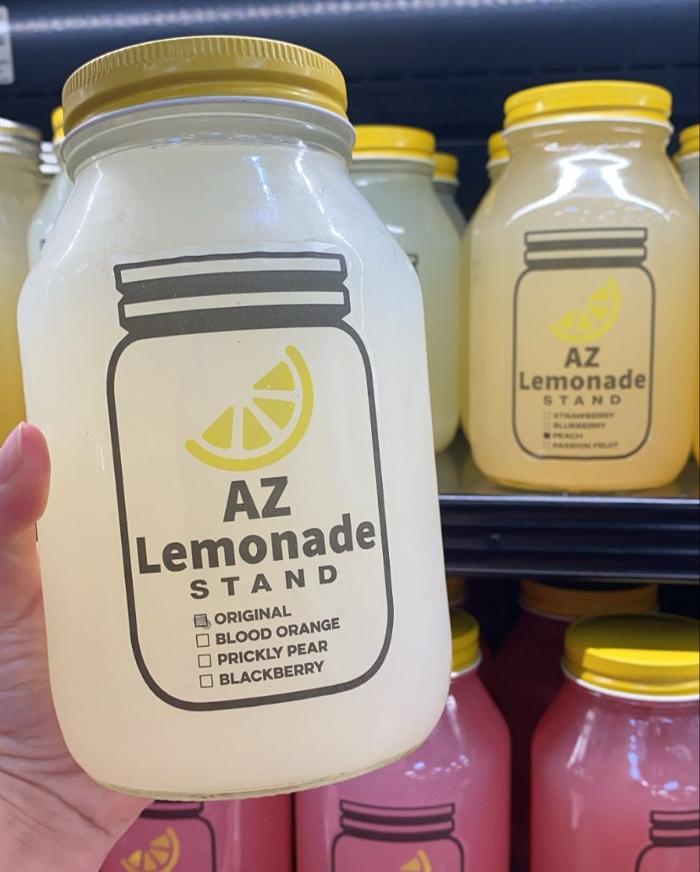 AZ
Lemonade
STAND
ORIGINAL
BLOOD ORANGE
PRICKLY PEAR
BLACKBERRY
AZ
Lemonade
STAND
STRAWBERRY
BLUEBERRY
PEACH
PASSION FRUIT